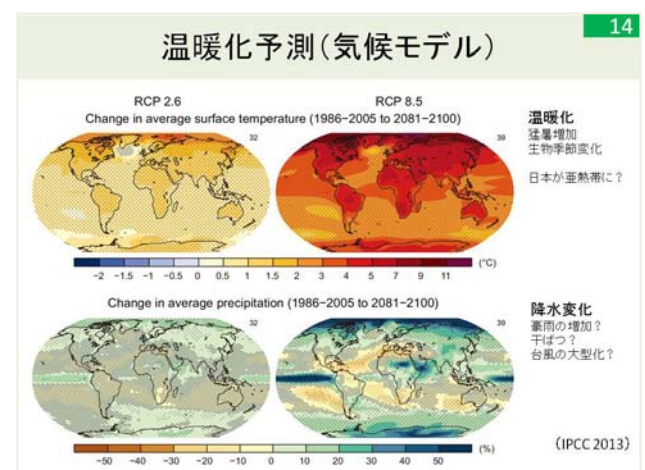 14
温暖化予測(気候モデル)
RCP 2.6
RCP 8.5
Change in average surface temperature (1986−2005 to 2081−2100)
32
39
(°C)
−2 −1.5 −1 −0.5 0 0.5 1 1.5 2 3 4 5 7 9 11
温暖化
猛暑増加
生物季節変化
日本が亜熱帯に?
Change in average precipitation (1986−2005 to 2081−2100)
32
39
(%)
−50 −40 −30 −20 −10 0 10 20 30 40 50
降水変化
豪雨の増加?
干ばつ?
台風の大型化?
(IPCC 2013)